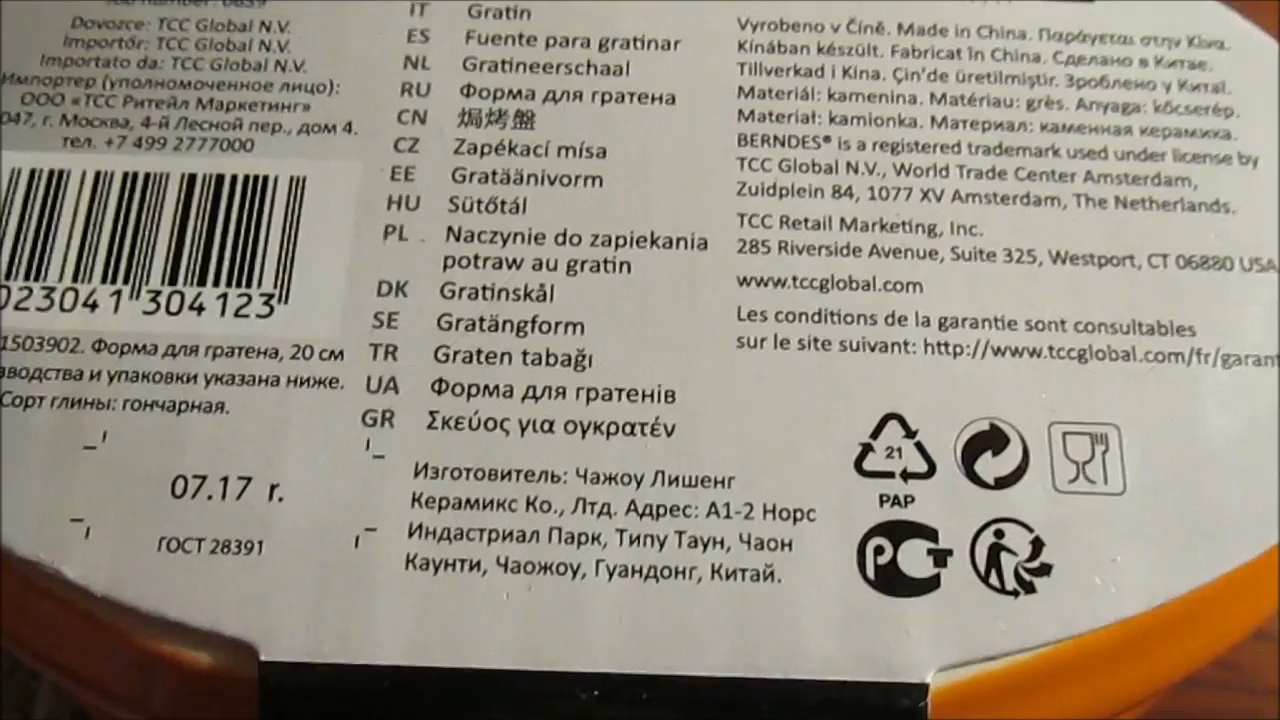 Dovozce: TCC Global N.V.
Importőr: TCC Global N.V.
Importato da: TCC Global N.V.
Импортер (уполномоченное лицо):
ООО «ТСС Ритейл Маркетинг»
047, г. Москва, 4-й Лесной пер., дом 4.
тел. +7 499 2777000
023041 304123
1503902. Форма для гратена, 20 см
и упаковки указана ниже.
Сорт глины: гончарная.
07.17 г.
ГОСТ 28391
IT Gratin
ES Fuente para gratinar
NL Gratineerschaal
RU Форма для гратена
CN 焗烤盤
CZ Zapékací mísa
EE Gratäänivorm
HU Sütőtál
PL Naczynie do zapiekania
potraw au gratin
DK Gratinskål
SE Gratängform
TR Graten tabağı
UA Форма для гратенів
GR Σκεύος για ογκρατέν
Изготовитель: Чажоу Лишенг
Керамикс Ко., Лтд. Адрес: А1-2 Норс
Индастриал Парк, Типу Таун, Чаон
Каунти, Чаожоу, Гуандонг, Китай.
Vyrobeno v Číně. Made in China. Παράγεται στην Κίνα.
Kínában készült. Fabricat în China. Сделано в Китае.
Tillverkad i Kina. Çin'de üretilmiştir. Зроблено у Китаї.
Materiál: kamenina. Matériau: grès. Anyaga: kőcserép.
Materiał: kamionka. Материал: каменная керамика.
BERNDES® is a registered trademark used under license by
TCC Global N.V., World Trade Center Amsterdam,
Zuidplein 84, 1077 XV Amsterdam, The Netherlands.
TCC Retail Marketing, Inc.
285 Riverside Avenue, Suite 325, Westport, CT 06880 USA
www.tccglobal.com
Les conditions de la garantie sont consultables
sur le site suivant: http://www.tccglobal.com/fr/garant
21
PAP
РСТ